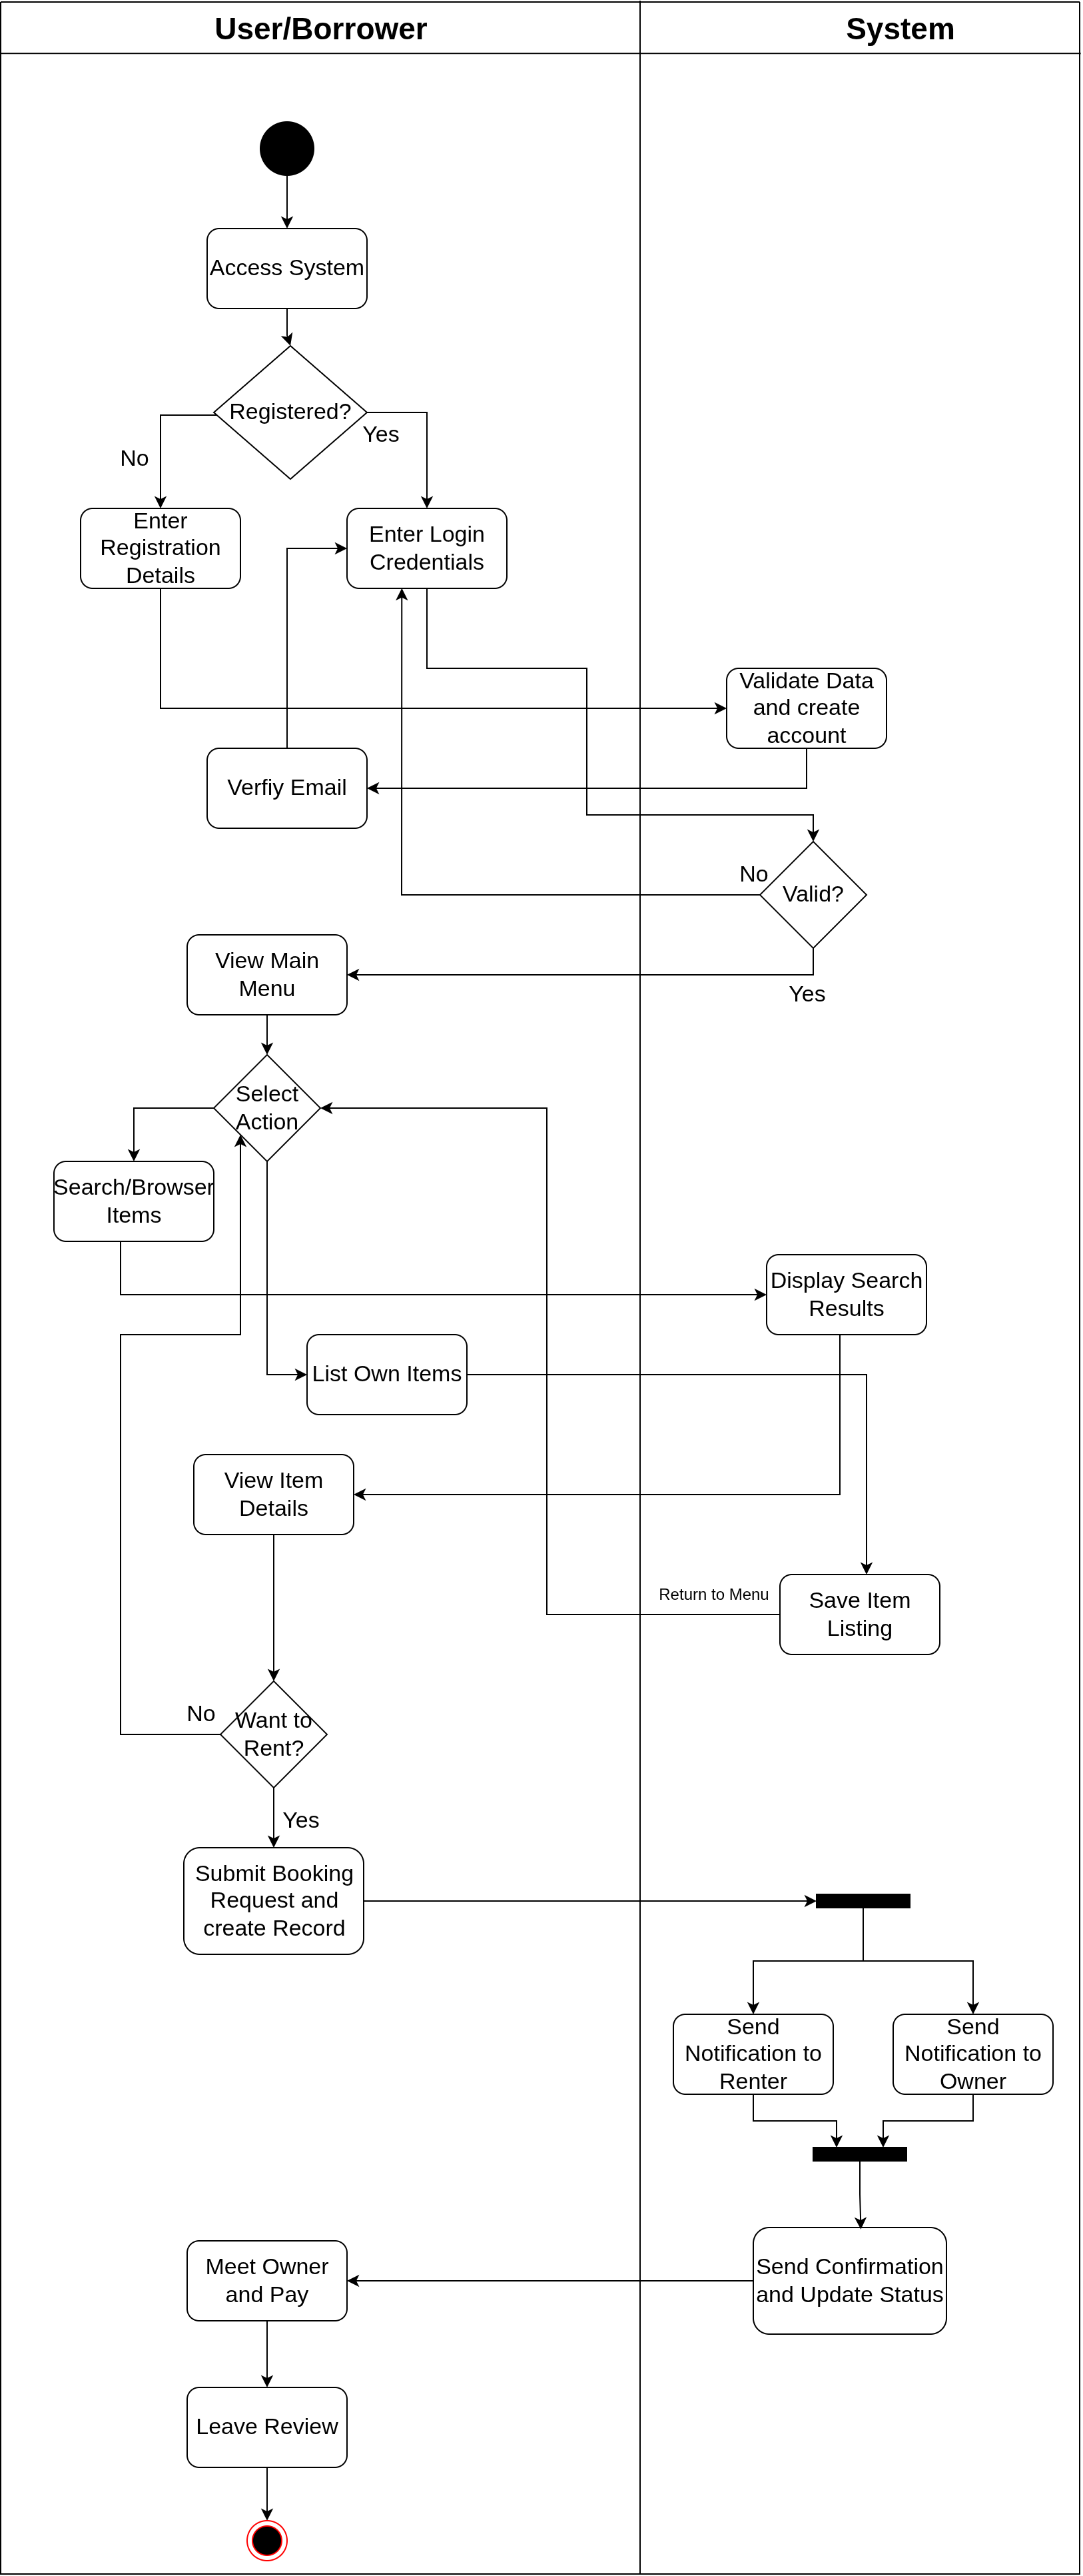 User/Borrower
System
Access System
Registered?
Yes
No
Enter
Registration
Details
Enter Login
Credentials
Validate Data
and create
account
Verfiy Email
No
Valid?
View Main
Menu
Yes
Select
Action
Search/Browser
Items
Display Search
Results
List Own Items
View Item
Details
Return to Menu
Save Item
Listing
No
Want to
Rent?
Yes
Submit Booking
Request and
create Record
Send
Notification to
Renter
Send
Notification to
Owner
Meet Owner
and Pay
Send Confirmation
and Update Status
Leave Review